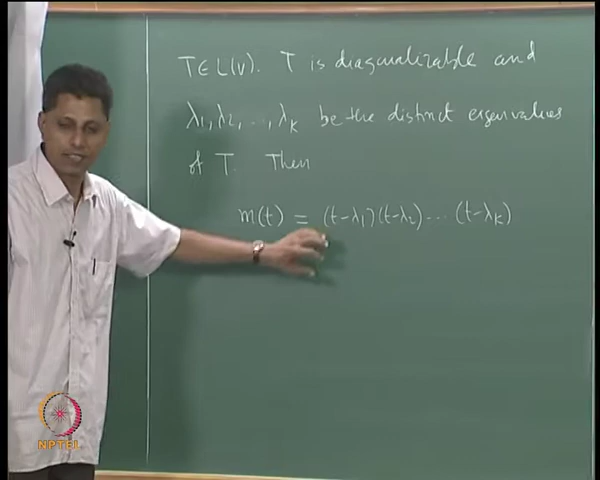 T∈L(V). T is diagonalizable and
λ₁, λ₂, ..., λₖ be the distinct eigenvalues
of T. Then
m(t) = (t-λ₁)(t-λ₂) ... (t-λₖ)
NPTEL